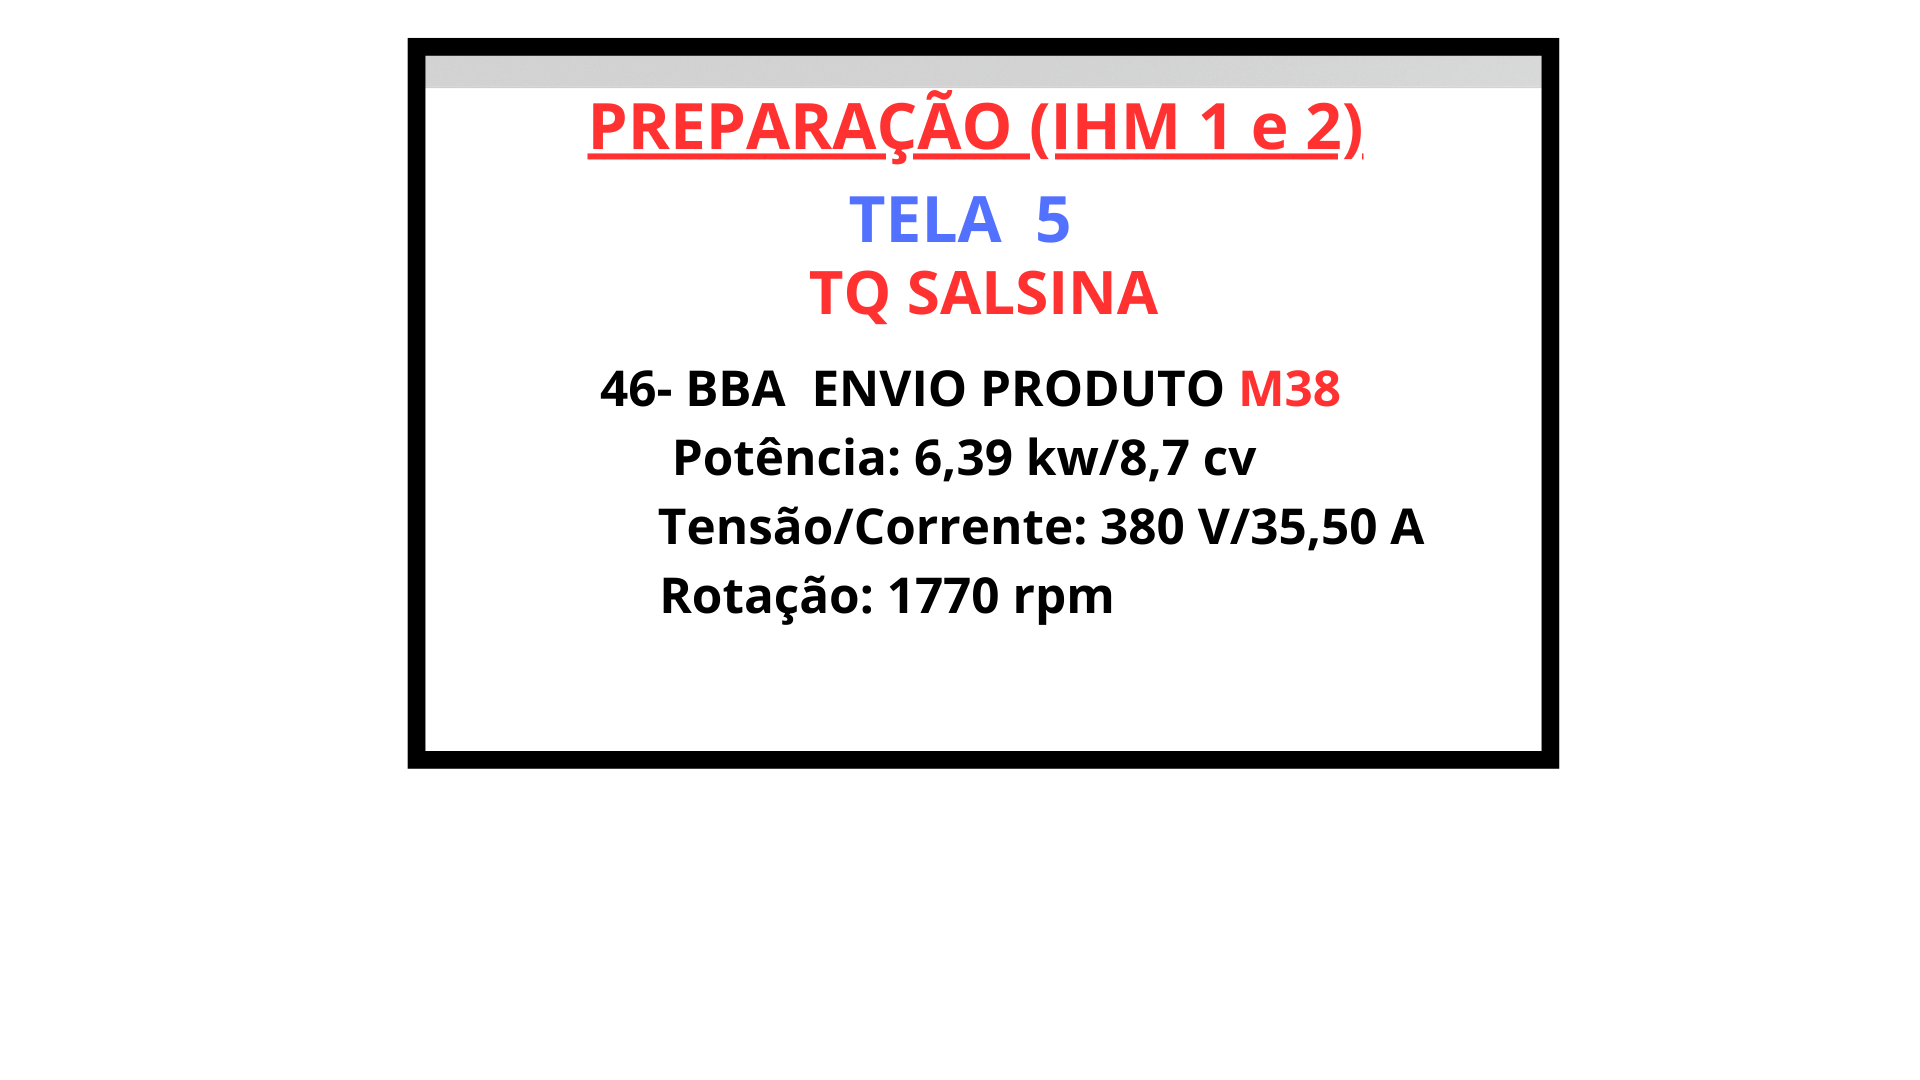 PREPARAÇÃO (IHM 1 e 2)
TELA  5
TQ SALSINA
46- BBA  ENVIO PRODUTO M38
Potência: 6,39 kw/8,7 cv
Tensão/Corrente: 380 V/35,50 A
Rotação: 1770 rpm